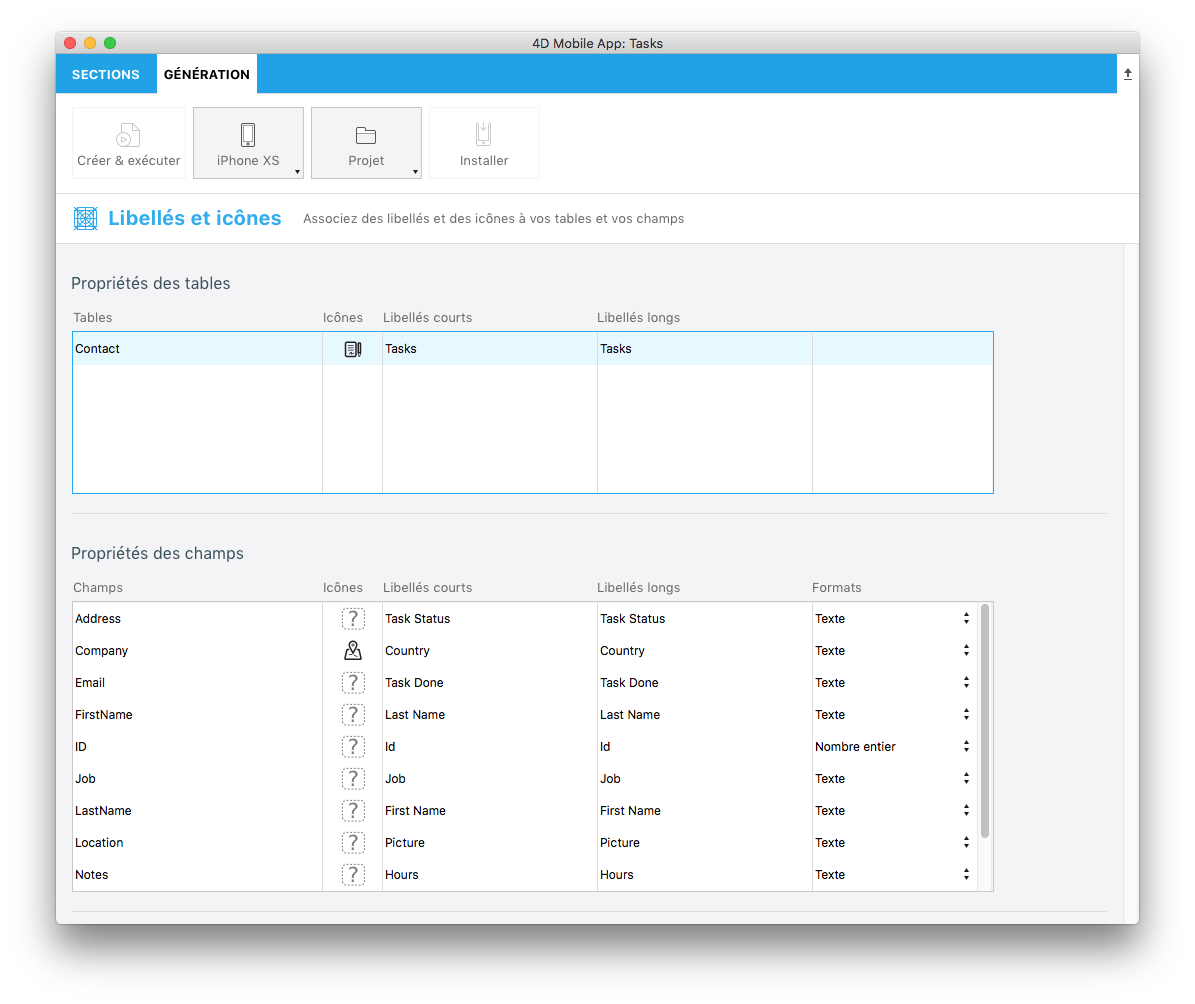 4D Mobile App: Tasks
SECTIONS GÉNÉRATION
Créer & exécuter iPhone XS Projet Installer
Libellés et icônes Associez des libellés et des icônes à vos tables et vos champs
Propriétés des tables
Tables Icônes Libellés courts Libellés longs
Contact Tasks Tasks
Propriétés des champs
Champs Icônes Libellés courts Libellés longs Formats
Address ? Task Status Task Status Texte
Company Country Country Texte
Email ? Task Done Task Done Texte
FirstName ? Last Name Last Name Texte
ID ? Id Id Nombre entier
Job ? Job Job Texte
LastName ? First Name First Name Texte
Location ? Picture Picture Texte
Notes ? Hours Hours Texte